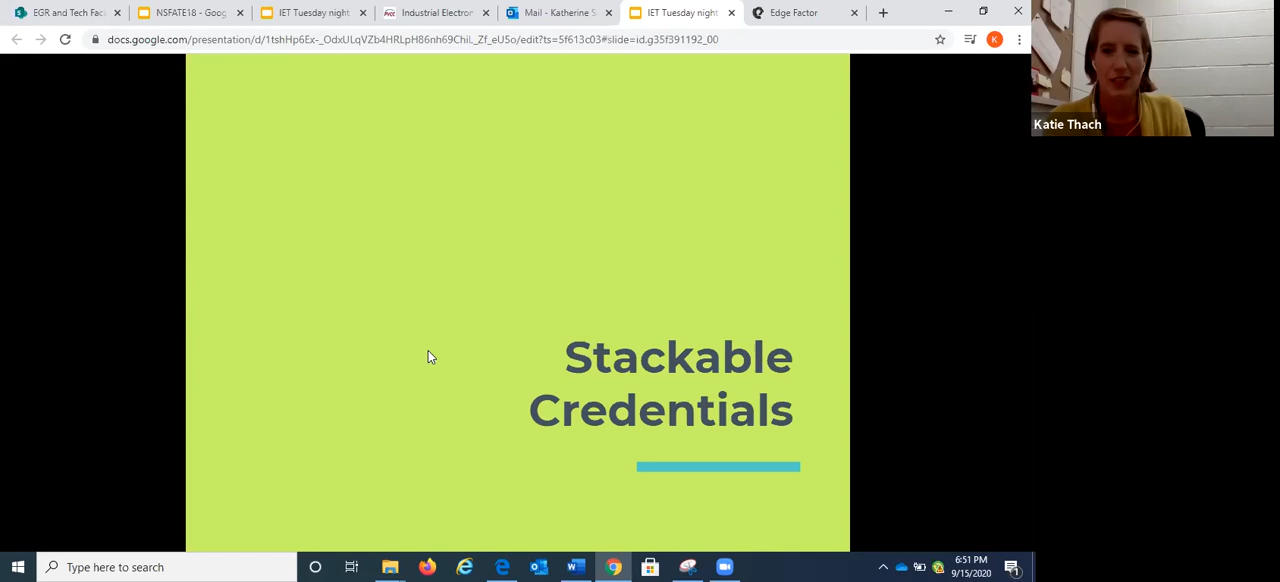 EGR and Tech Faci
NSFATE18 - Goog
IET Tuesday night
Industrial Electron
Mail - Katherine S
IET Tuesday night
Edge Factor
docs.google.com/presentation/d/1tshHp6Ex-_OdxULqVZb4HRLpH86nh69ChiL_Zf_eU5o/edit?ts=5f613c03#slide=id.g35f391192_00
K
Katie Thach
Stackable
Credentials
Type here to search
6:51 PM
9/15/2020
1